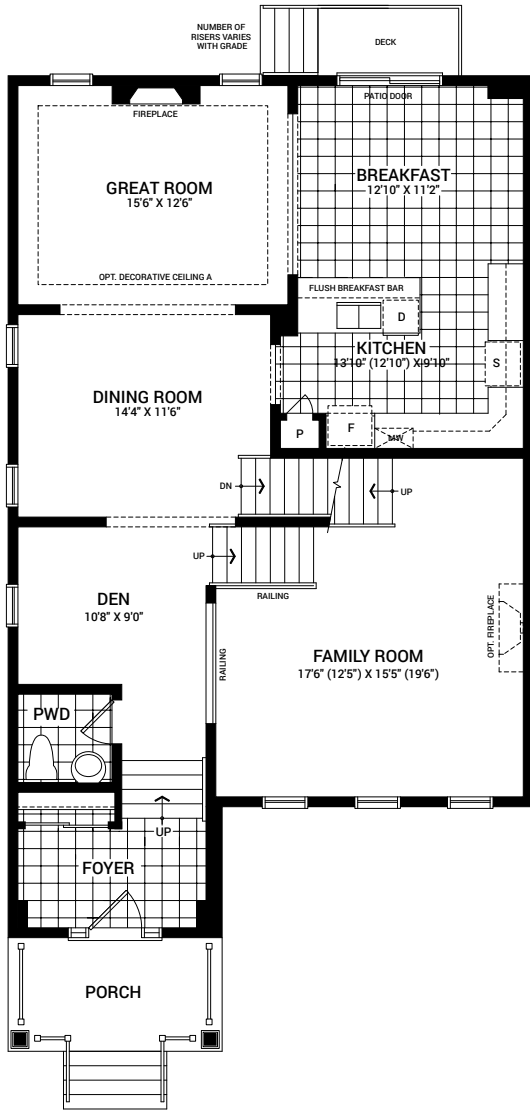 NUMBER OF
RISERS VARIES
WITH GRADE
DECK
PATIO DOOR
FIREPLACE
GREAT ROOM
15'6" X 12'6"
OPT. DECORATIVE CEILING A
BREAKFAST
12'10" X 11'2"
FLUSH BREAKFAST BAR
D
KITCHEN
13'10" (12'10") X 9'10"
S
DINING ROOM
14'4" X 11'6"
P
F
MW
DN
UP
UP
RAILING
DEN
10'8" X 9'0"
OPT. FIREPLACE
RAILING
FAMILY ROOM
17'6" (12'5") X 15'5" (19'6")
PWD
UP
FOYER
PORCH